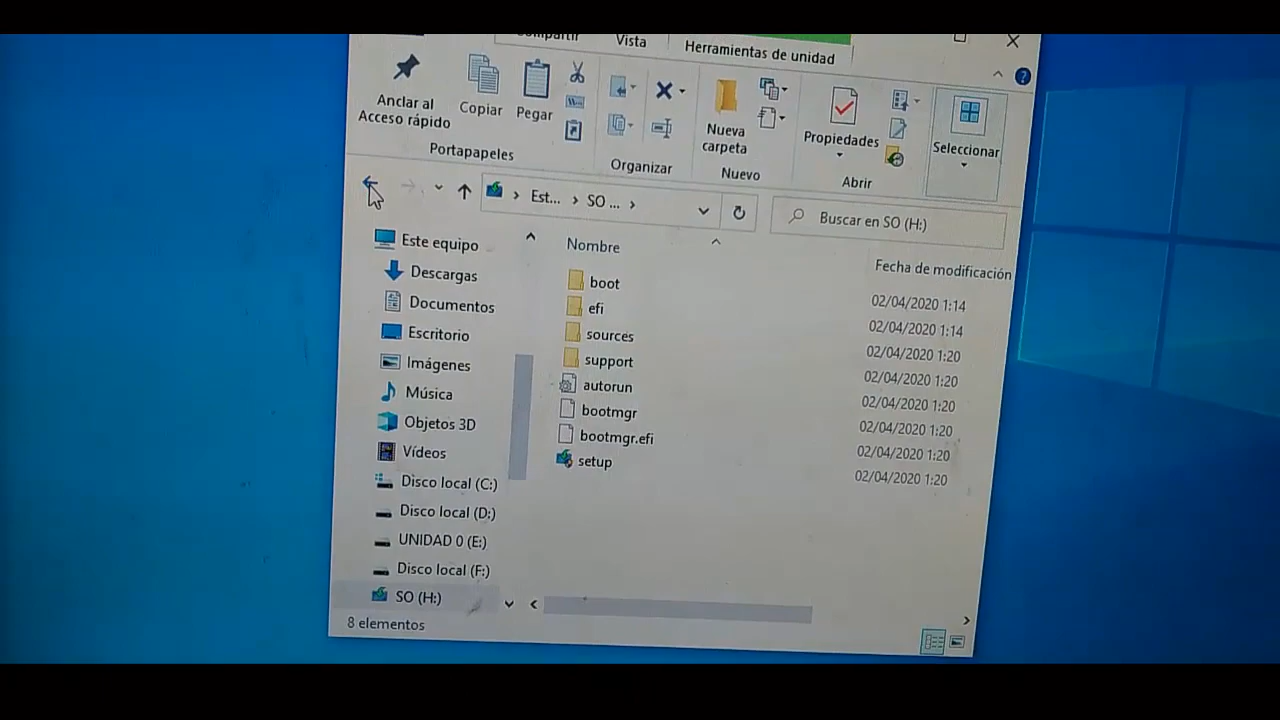 Compartir
Vista
Herramientas de unidad
Anclar al
Acceso rápido
Copiar
Pegar
Portapapeles
Organizar
Nueva
carpeta
Nuevo
Propiedades
Abrir
Seleccionar
Est... SO ...
Buscar en SO (H:)
Este equipo
Descargas
Documentos
Escritorio
Imágenes
Música
Objetos 3D
Vídeos
Disco local (C:)
Disco local (D:)
UNIDAD 0 (E:)
Disco local (F:)
SO (H:)
Nombre
Fecha de modificación
boot
02/04/2020 1:14
efi
02/04/2020 1:14
sources
02/04/2020 1:20
support
02/04/2020 1:20
autorun
02/04/2020 1:20
bootmgr
02/04/2020 1:20
bootmgr.efi
02/04/2020 1:20
setup
02/04/2020 1:20
8 elementos